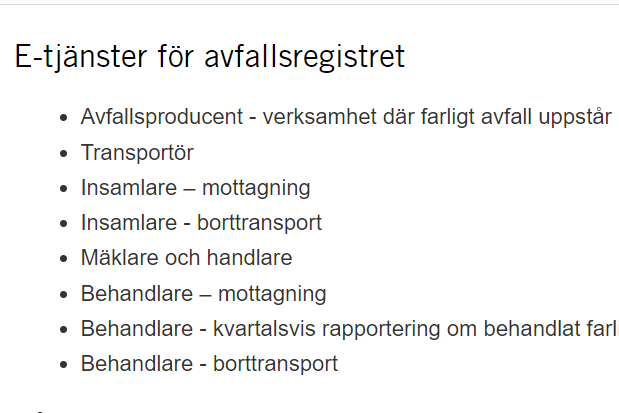 E-tjänster för avfallsregistret
• Avfallsproducent - verksamhet där farligt avfall uppstår
• Transportör
• Insamlare – mottagning
• Insamlare - borttransport
• Mäklare och handlare
• Behandlare – mottagning
• Behandlare - kvartalsvis rapportering om behandlat farl
• Behandlare - borttransport